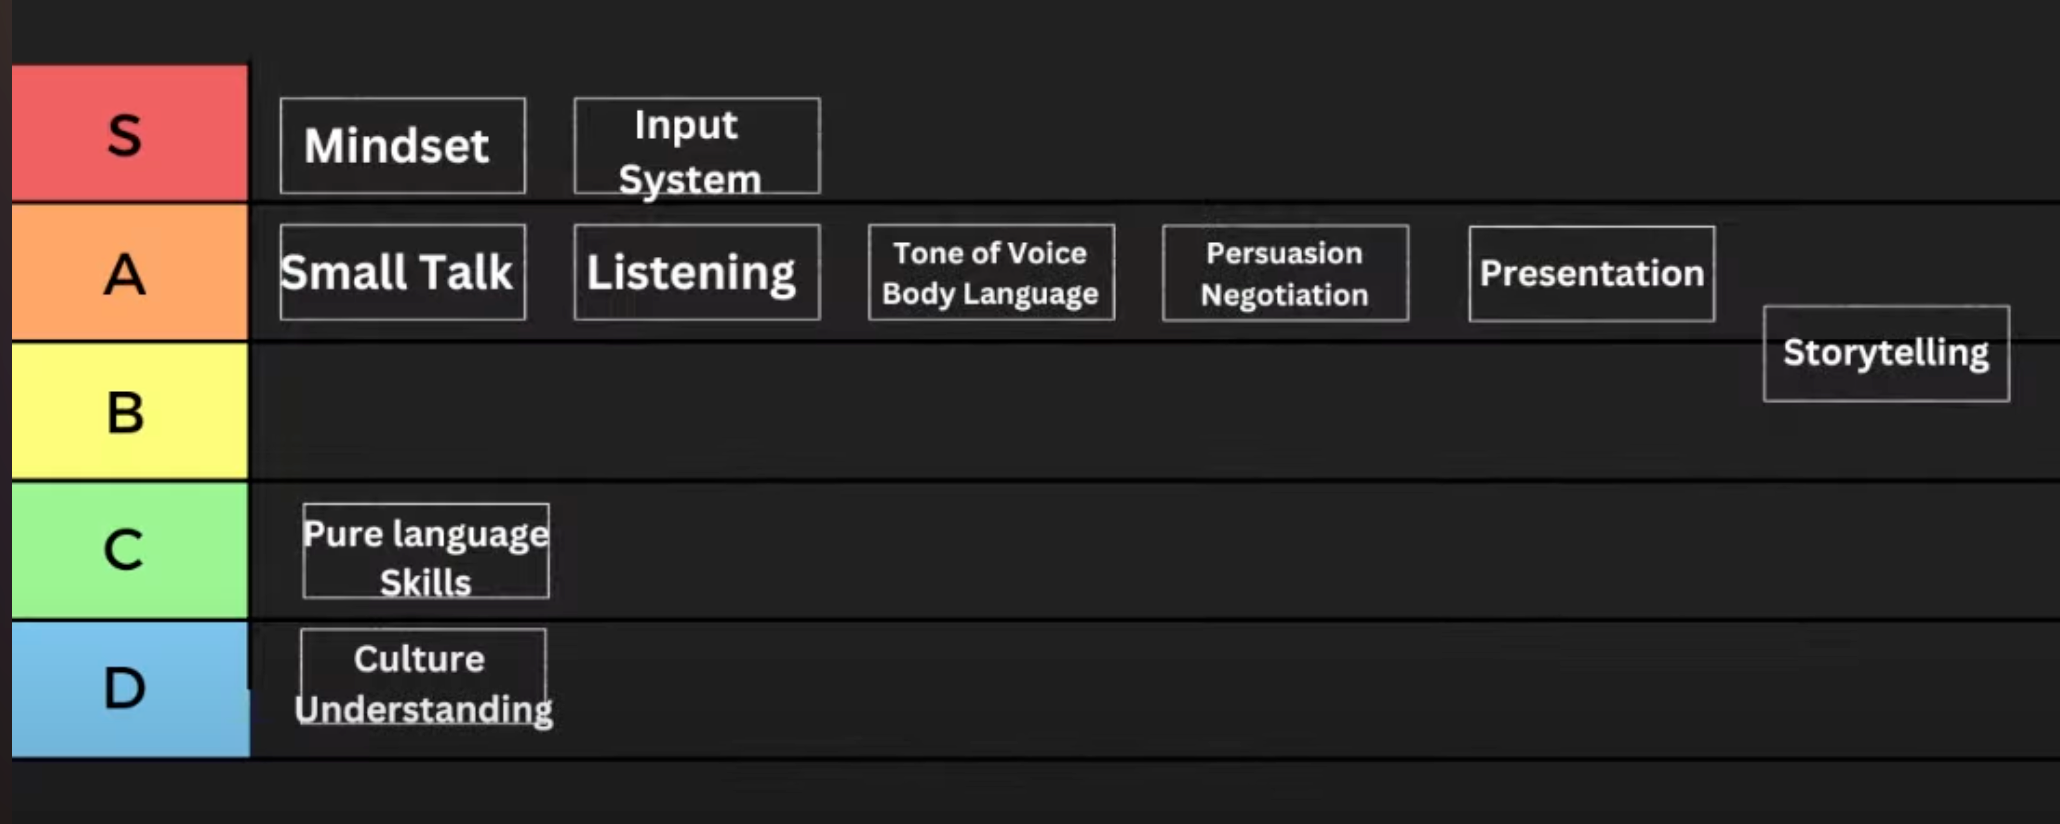 S
Mindset
Input
System
A
Small Talk
Listening
Tone of Voice
Body Language
Persuasion
Negotiation
Presentation
Storytelling
B
C
Pure language
Skills
D
Culture
Understanding